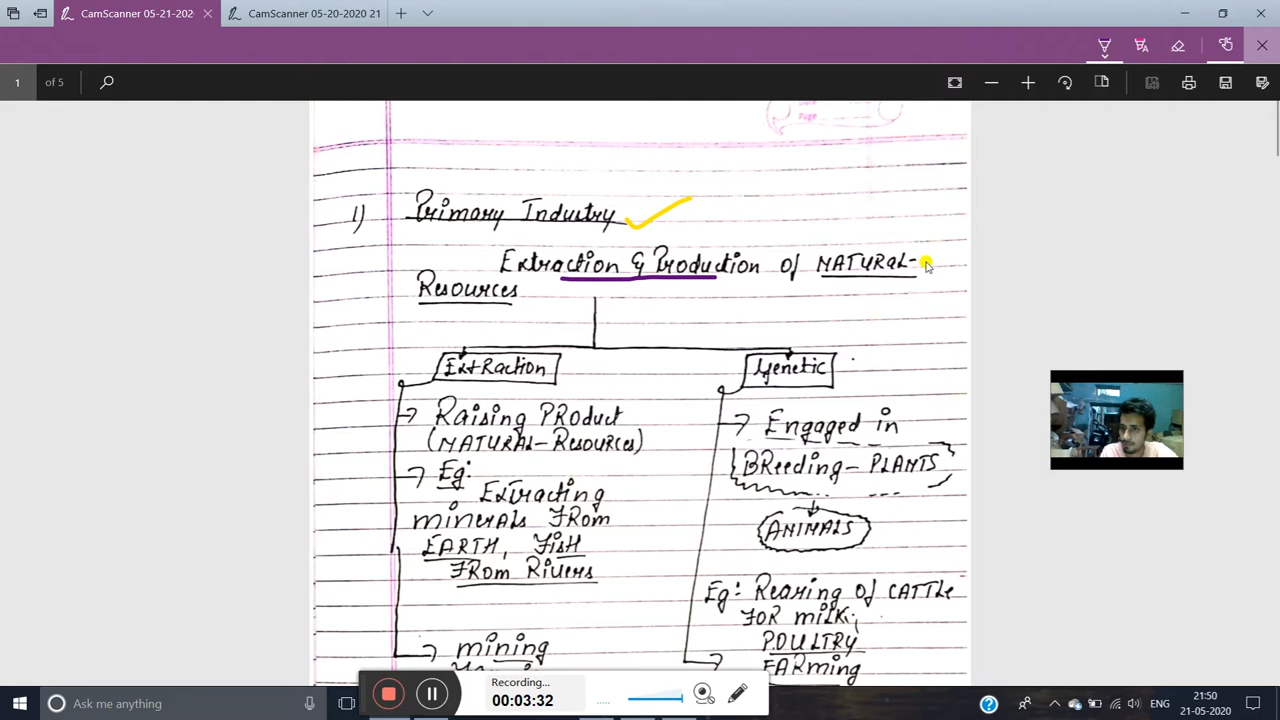 CamScanner 05-21-2020
CamScanner 05-20-2020 21
1 of 5
1) Primary Industry
Extraction & Production of NATURAL-
Resources
Extraction
Genetic
Raising Product
(NATURAL-Resources)
Engaged in
Breeding-PLANTS
Eg:
Extracting
minerals from
EARTH, Fish
From Rivers
ANIMALS
Eg: Rearing of CATTLE
For milk;
POULTRY
FARming
mining
Recording...
00:03:32
Ask me anything
ENG
21:50
21-05-2020